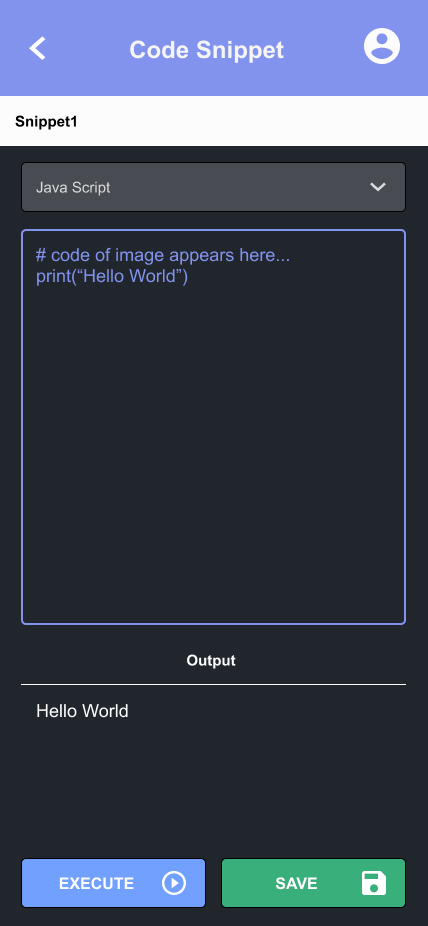 Code Snippet
Snippet1
Java Script
# code of image appears here...
print(“Hello World”)
Output
Hello World
EXECUTE
SAVE